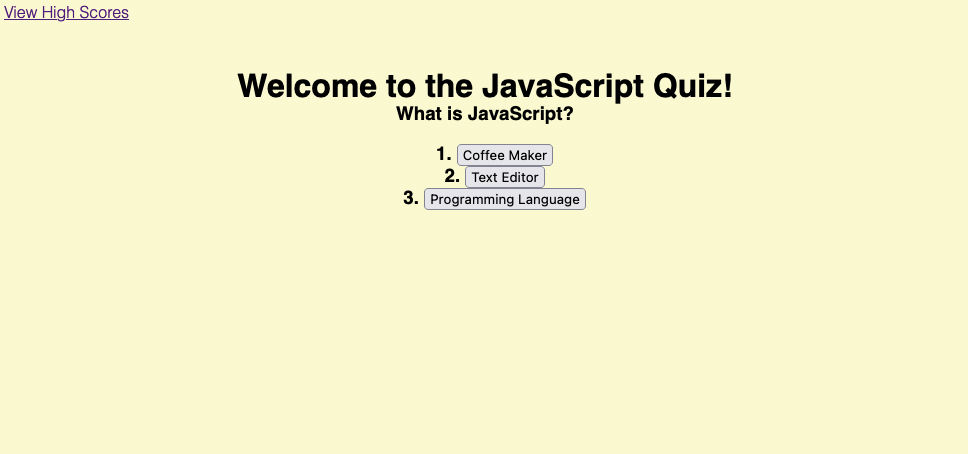 View High Scores
Welcome to the JavaScript Quiz!
What is JavaScript?
1. Coffee Maker
2. Text Editor
3. Programming Language